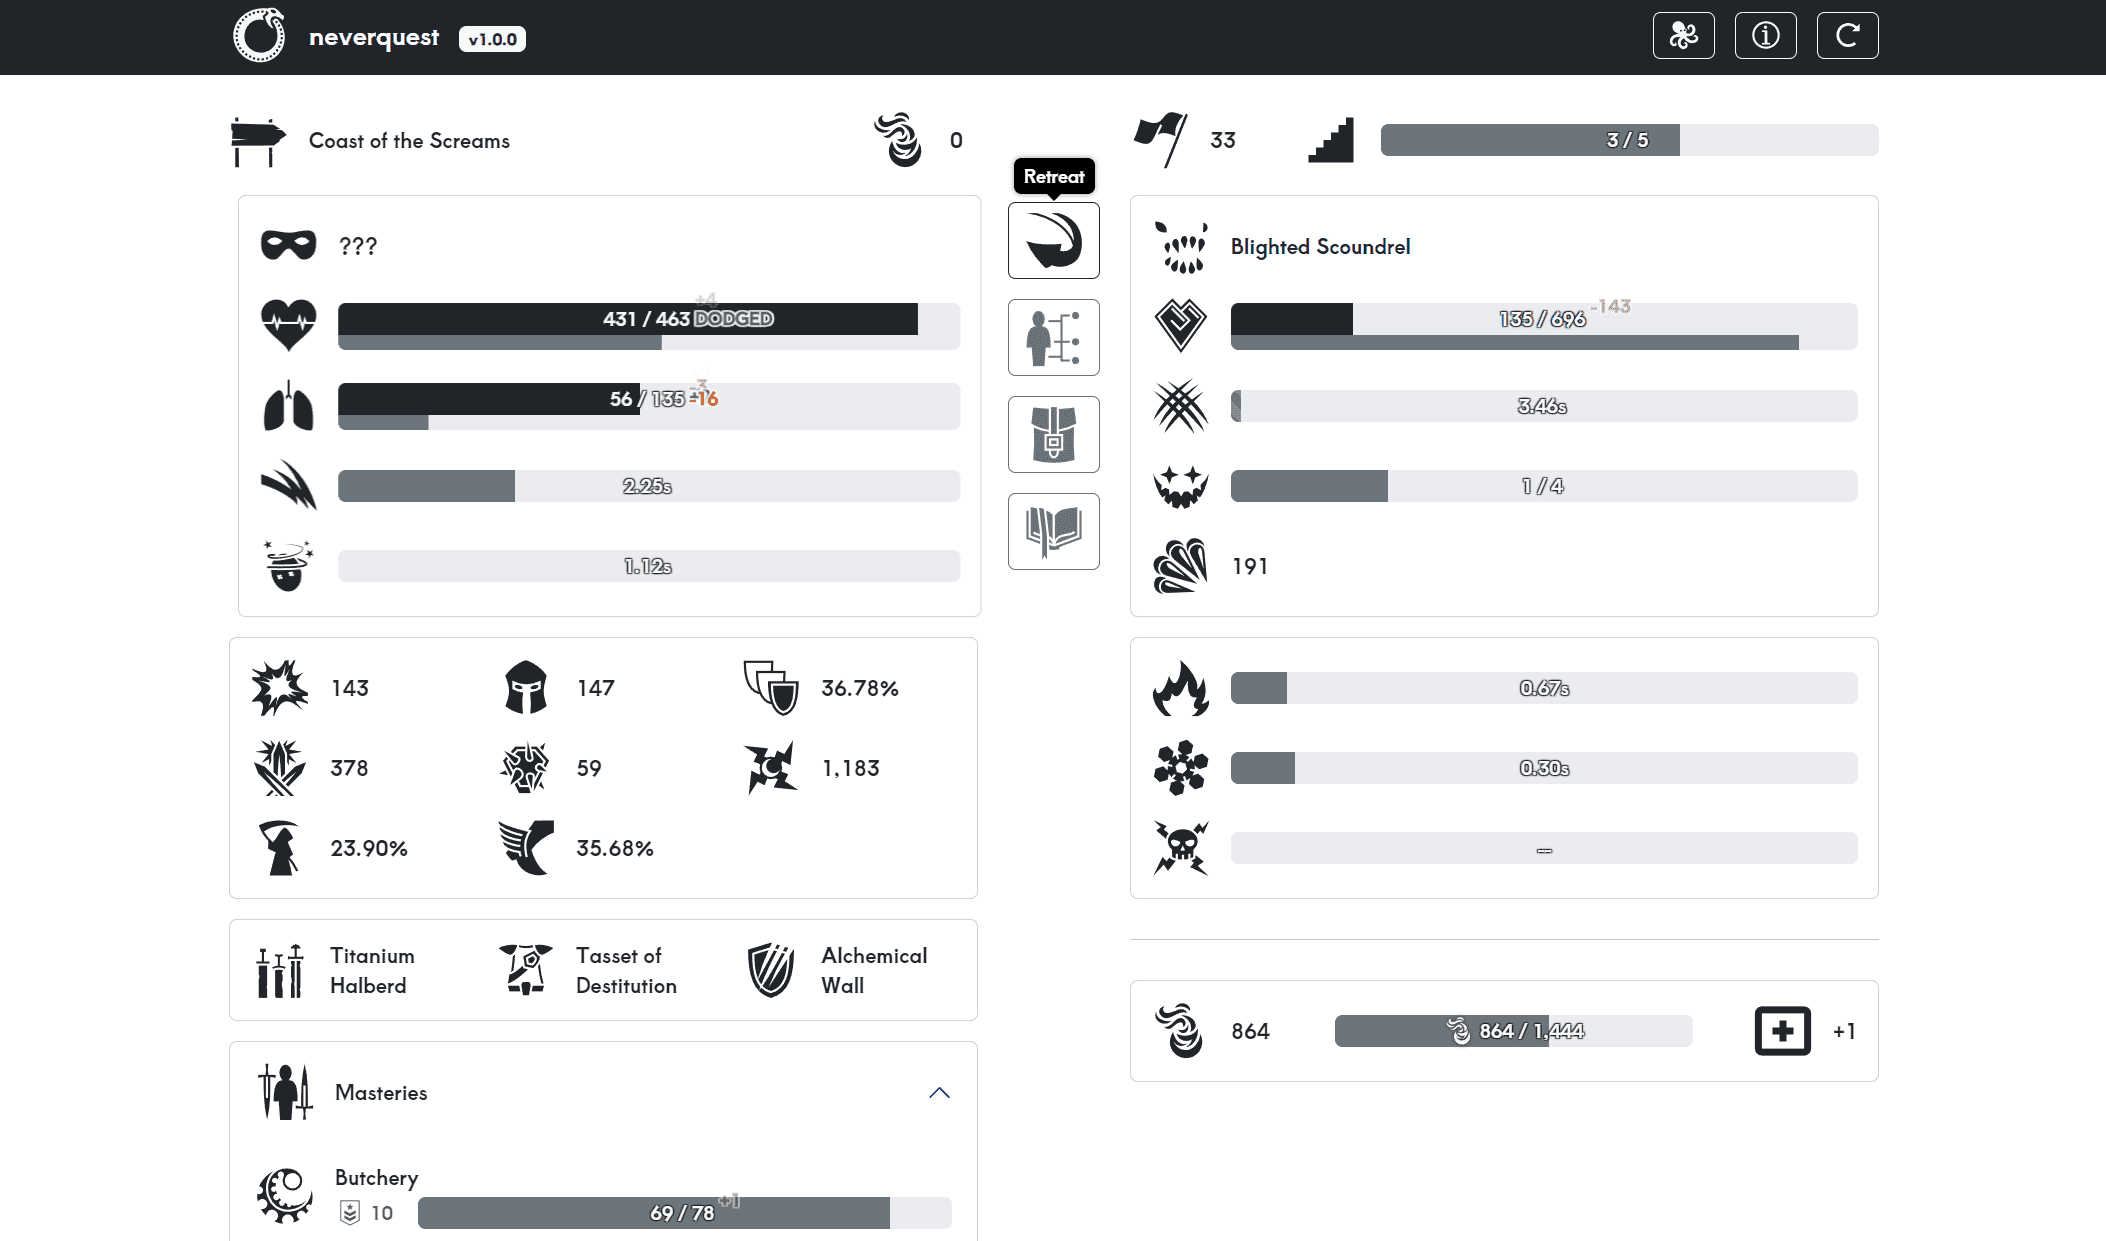 neverquest v1.0.0
Coast of the Screams
0
33
3 / 5
Retreat
???
+4
431 / 463 DODGED
56 / 135 -16
-3
2.25s
1.12s
Blighted Scoundrel
135 / 696 -143
3.46s
1 / 4
191
143
147
36.78%
378
59
1,183
23.90%
35.68%
0.67s
0.30s
—
Titanium
Halberd
Tasset of
Destitution
Alchemical
Wall
864
864 / 1,444
+1
Masteries
Butchery
10
69 / 78 +1